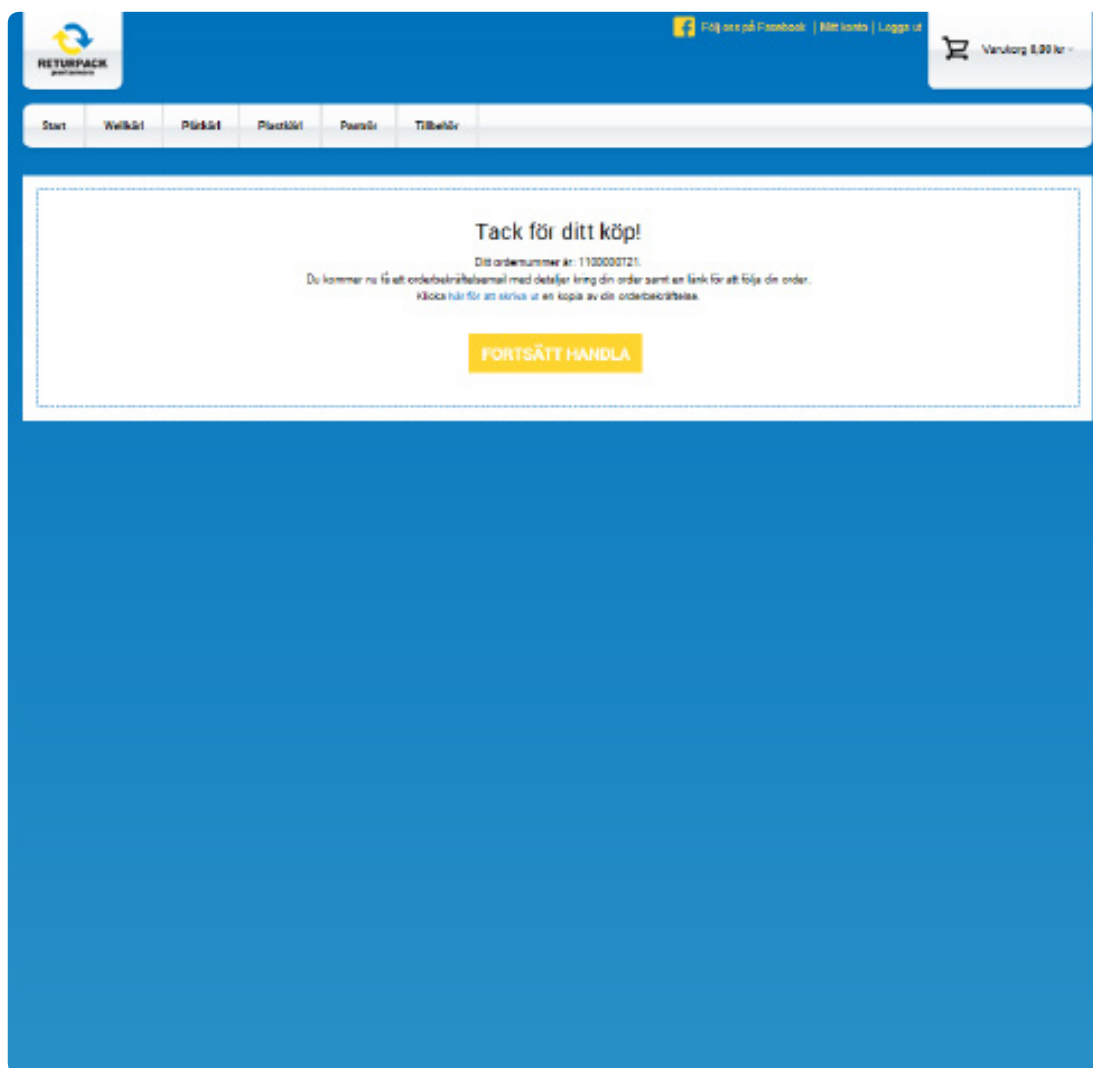 RETURPACK
Följ oss på Facebook | Mitt konto | Logga ut
Varukorg 0,00 kr
Start
Wellkärl
Plåtkärl
Plastkärl
Tillbehör
Tack för ditt köp!
Ditt ordernummer är: 1100000721.
Du kommer nu få ett orderbekräftelsemail med detaljer kring din order samt en länk för att följa din order.
Klicka här för att skriva ut en kopia av din orderbekräftelse.
FORTSÄTT HANDLA